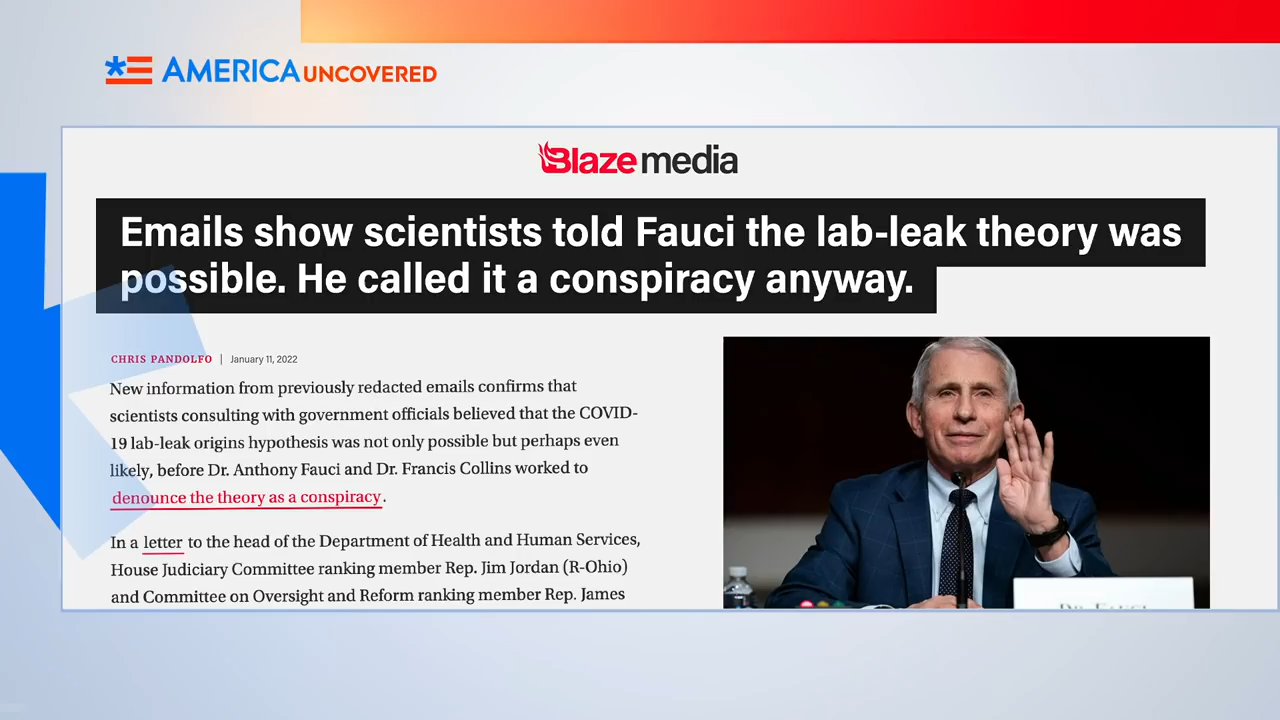 AMERICA UNCOVERED
Blaze media
Emails show scientists told Fauci the lab-leak theory was
possible. He called it a conspiracy anyway.
CHRIS PANDOLFO | January 11, 2022
New information from previously redacted emails confirms that
scientists consulting with government officials believed that the COVID-
19 lab-leak origins hypothesis was not only possible but perhaps even
likely, before Dr. Anthony Fauci and Dr. Francis Collins worked to
denounce the theory as a conspiracy.
In a letter to the head of the Department of Health and Human Services,
House Judiciary Committee ranking member Rep. Jim Jordan (R-Ohio)
and Committee on Oversight and Reform ranking member Rep. James
Dr. Fauci